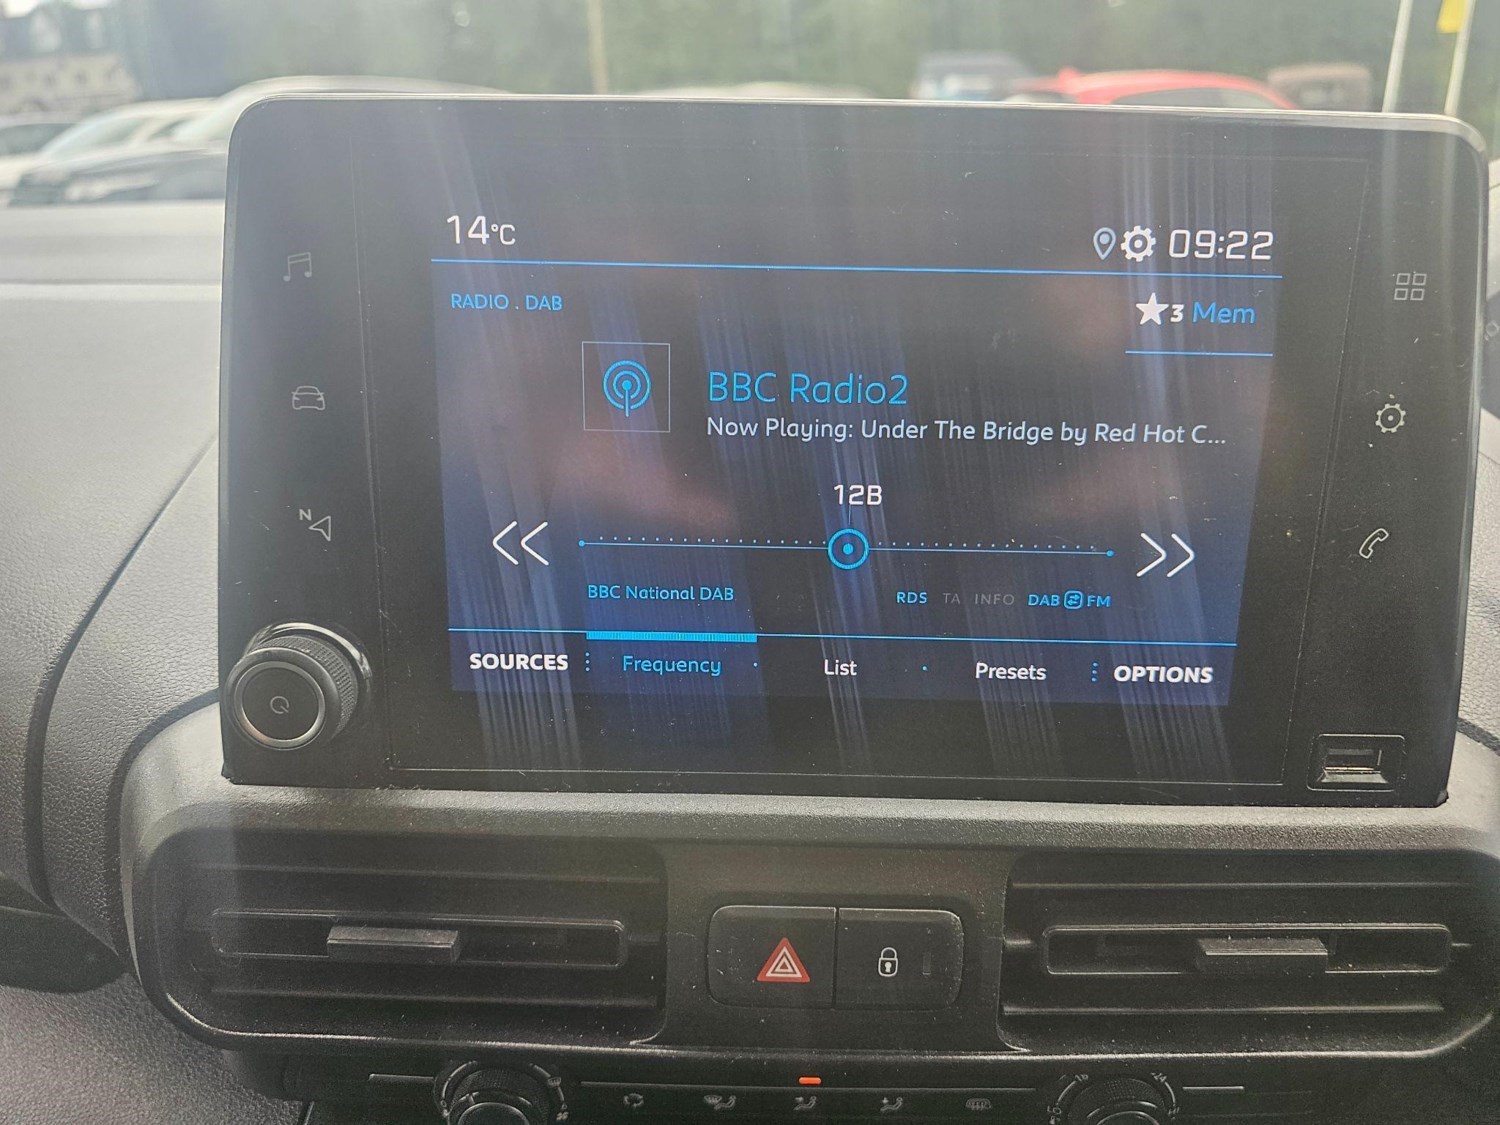 14°C
09:22
RADIO . DAB
3 Mem
BBC Radio2
Now Playing: Under The Bridge by Red Hot C...
12B
N
BBC National DAB
RDS TA INFO DAB FM
SOURCES Frequency List Presets OPTIONS